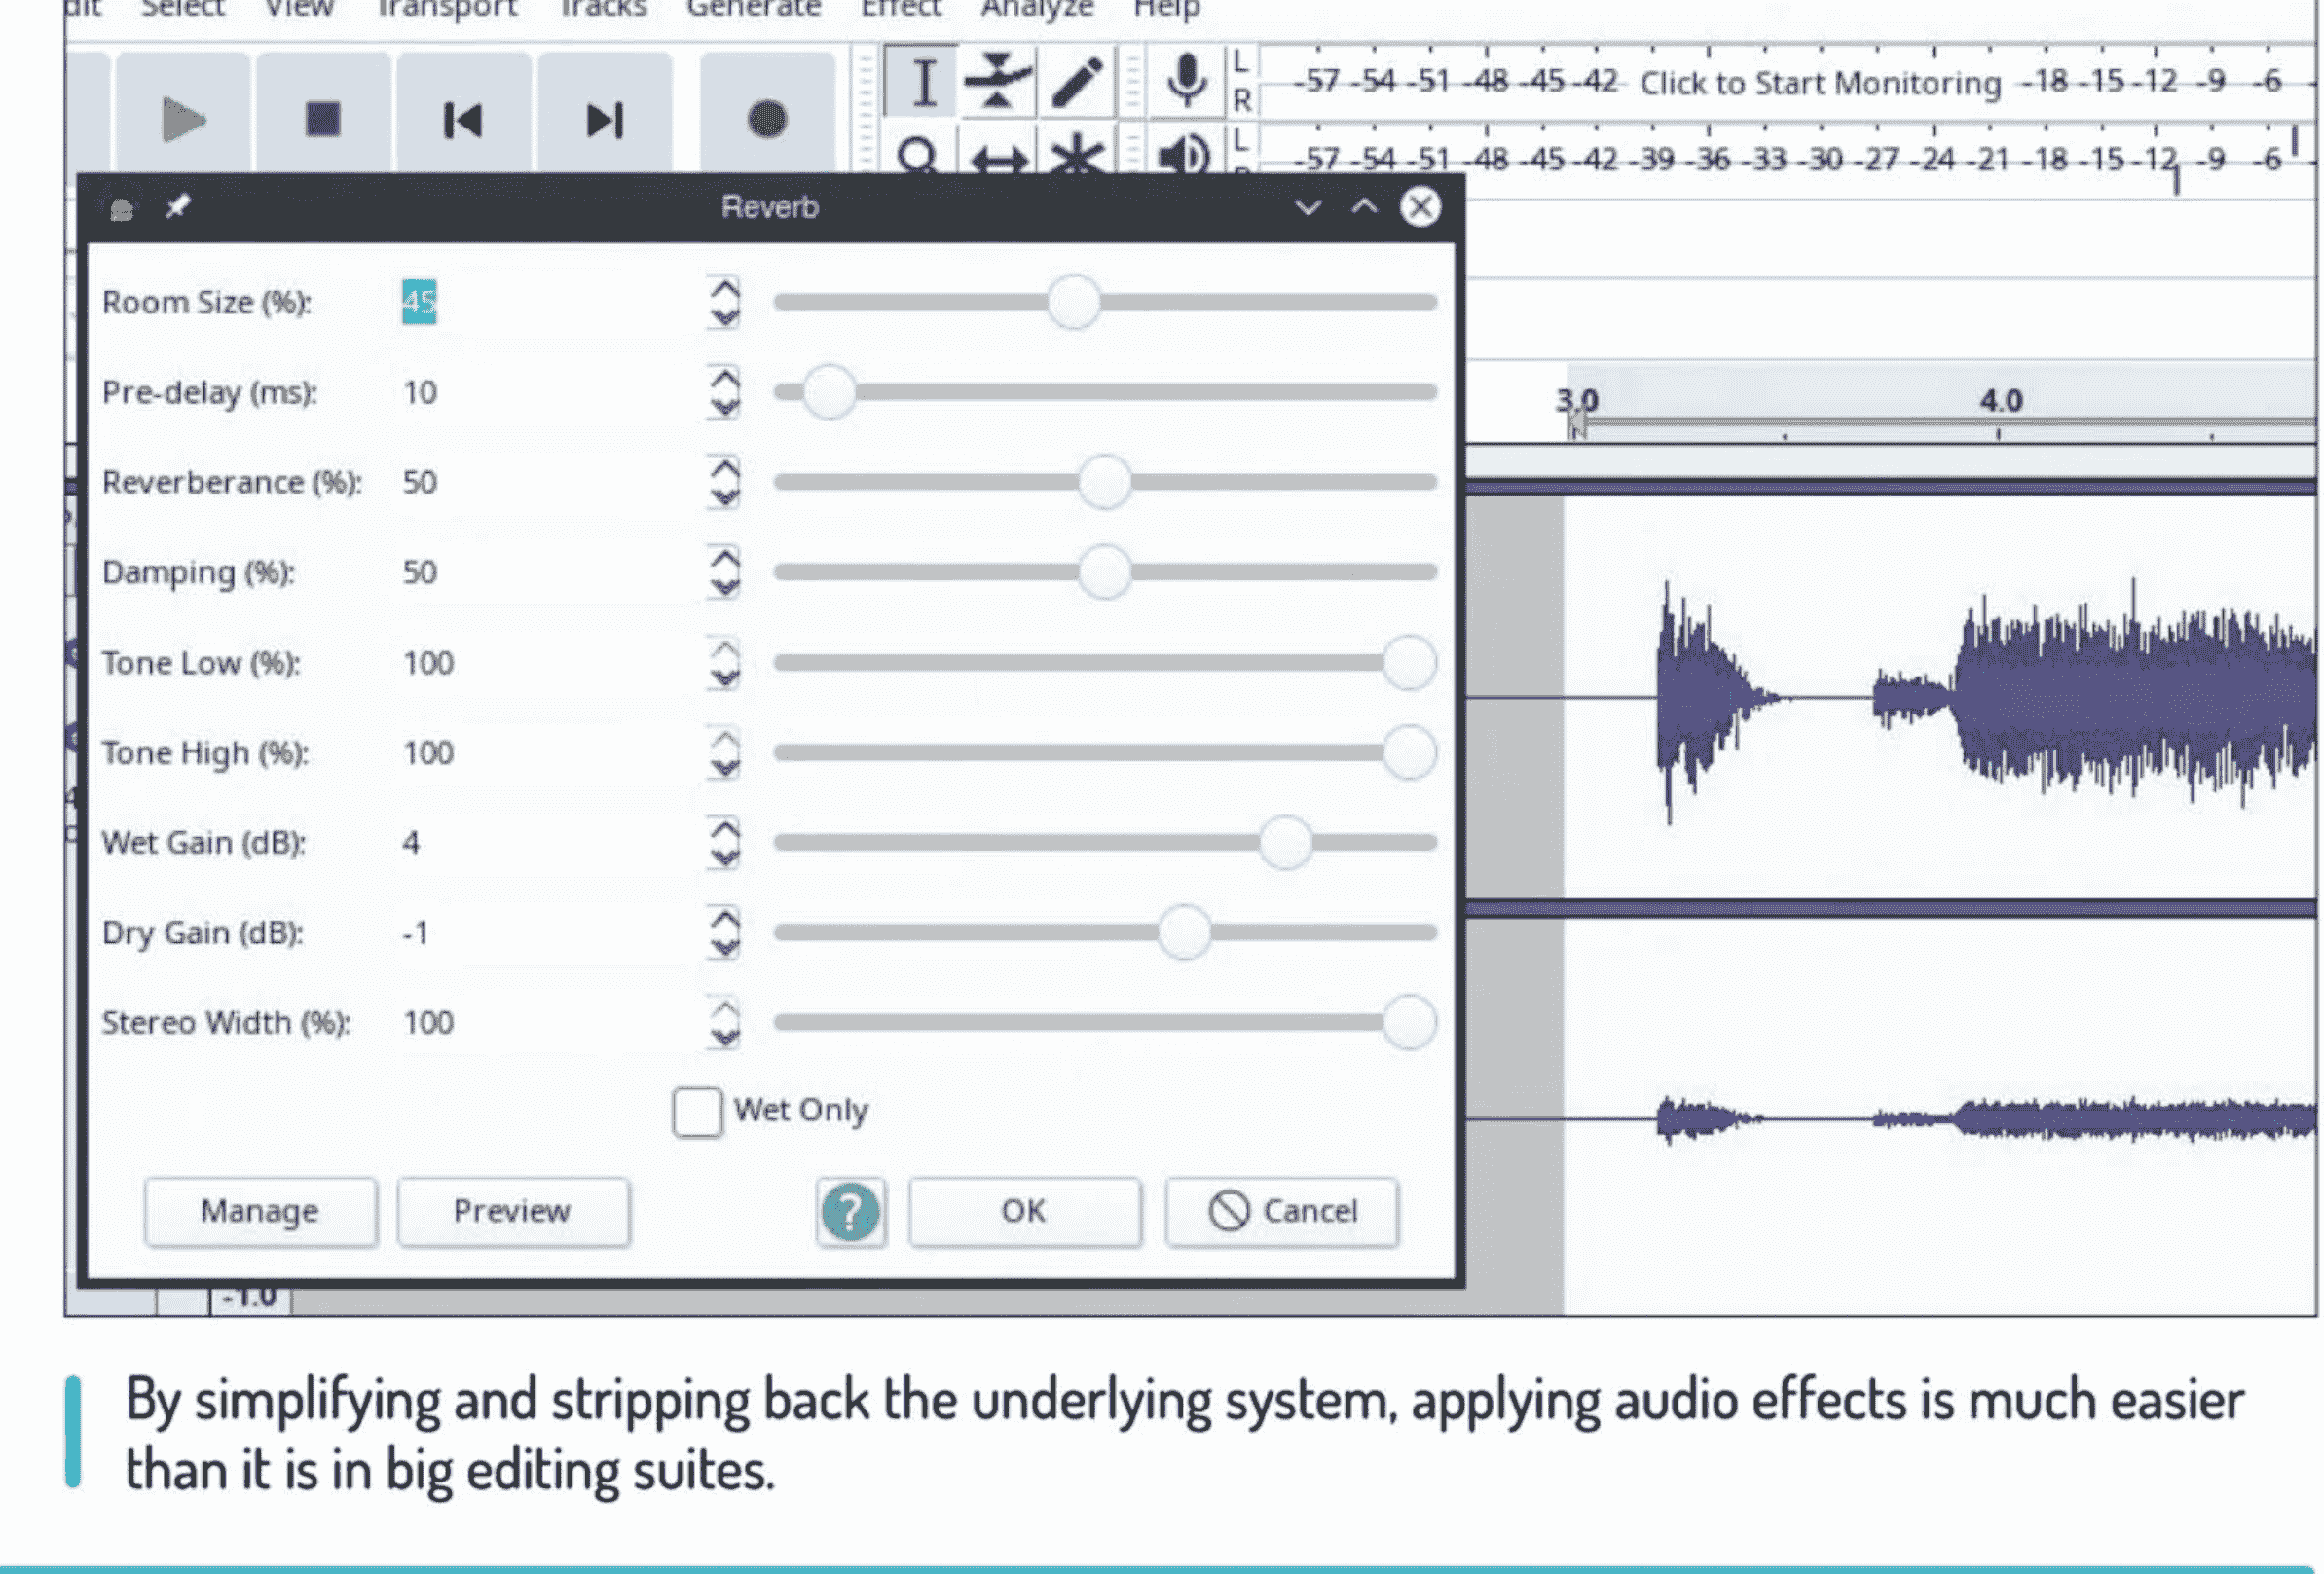 dit Select View Transport Tracks Generate Effect Analyze Help
L
R
-57 -54 -51 -48 -45 -42 Click to Start Monitoring -18 -15 -12 -9 -6
L
-57 -54 -51 -48 -45 -42 -39 -36 -33 -30 -27 -24 -21 -18 -15 -12 -9 -6
Reverb
Room Size (%): 45
Pre-delay (ms): 10
Reverberance (%): 50
Damping (%): 50
Tone Low (%): 100
Tone High (%): 100
Wet Gain (dB): 4
Dry Gain (dB): -1
Stereo Width (%): 100
Wet Only
Manage Preview ? OK Cancel
3.0 4.0
-1.0
By simplifying and stripping back the underlying system, applying audio effects is much easier
than it is in big editing suites.